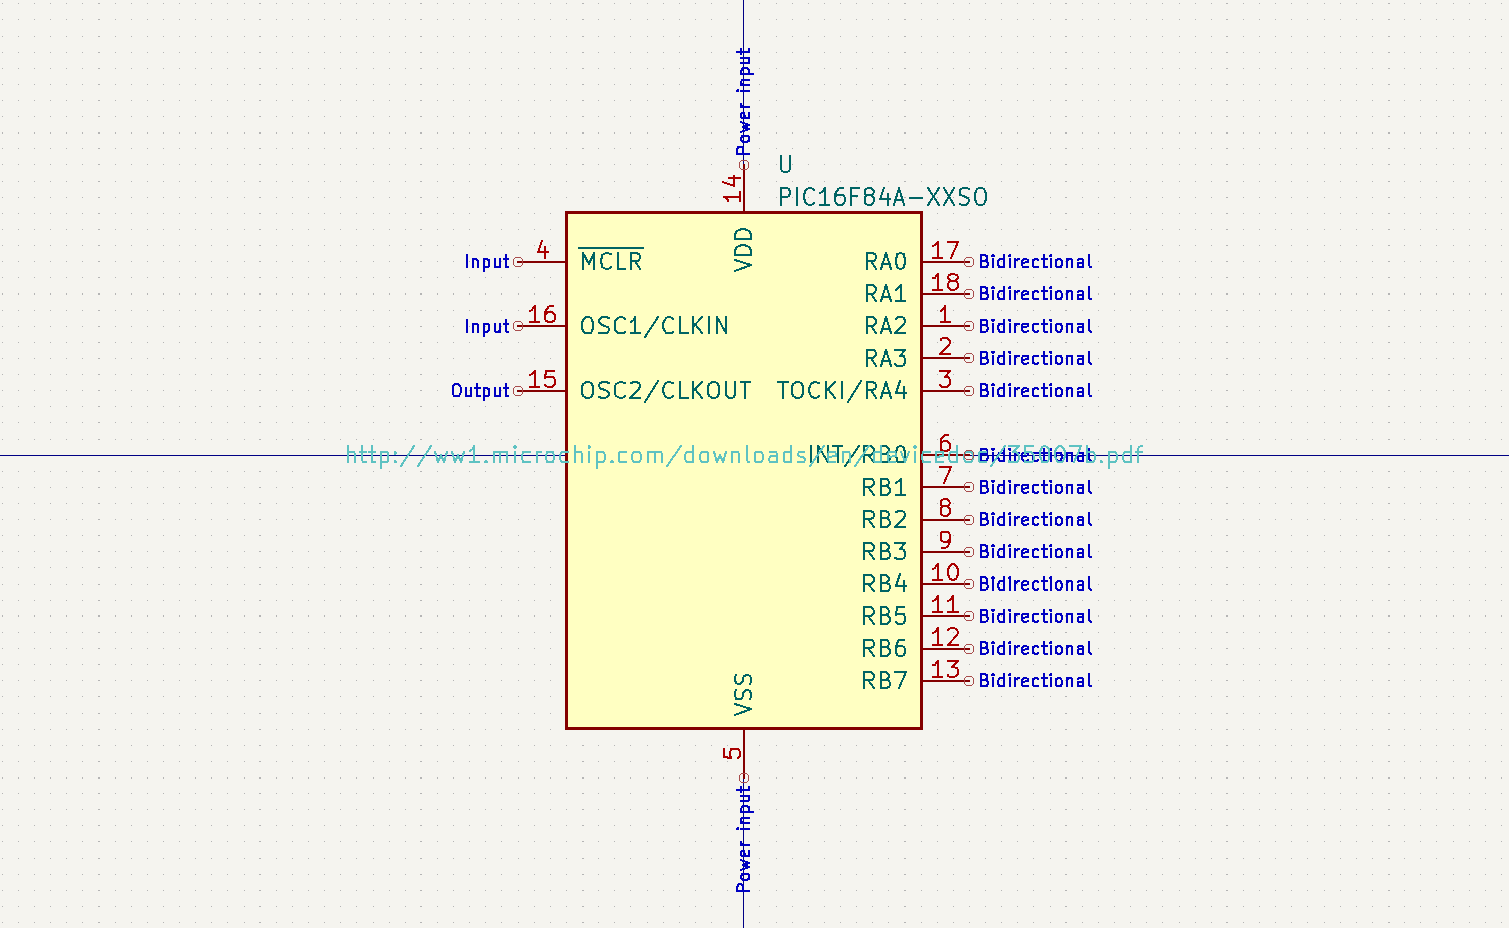 Power input
14
U
PIC16F84A-XXSO
VDD
Input 4 MCLR
RA0 17 Bidirectional
RA1 18 Bidirectional
Input 16 OSC1/CLKIN
RA2 1 Bidirectional
RA3 2 Bidirectional
Output 15 OSC2/CLKOUT
TOCKI/RA4 3 Bidirectional
INT/RB0 6 Bidirectional
http://ww1.microchip.com/downloads/en/devicedoc/35007b.pdf
RB1 7 Bidirectional
RB2 8 Bidirectional
RB3 9 Bidirectional
RB4 10 Bidirectional
RB5 11 Bidirectional
RB6 12 Bidirectional
RB7 13 Bidirectional
VSS
5
Power input